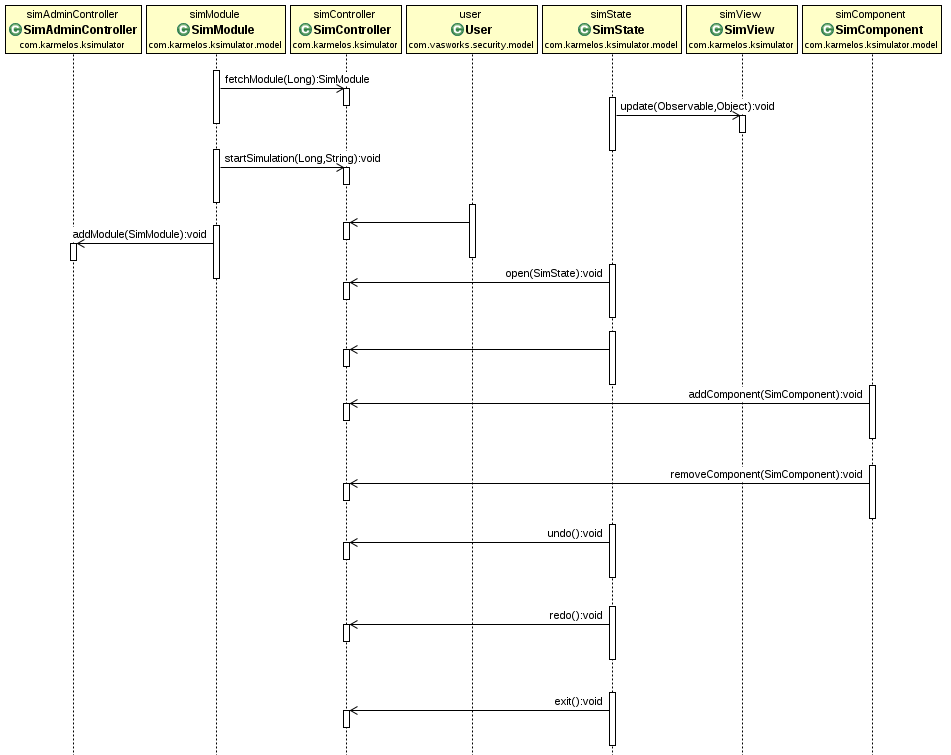 simAdminController
SimAdminController
com.karmelos.ksimulator
simModule
SimModule
com.karmelos.ksimulator.model
simController
SimController
com.karmelos.ksimulator
user
User
com.vasworks.security.model
simState
SimState
com.karmelos.ksimulator.model
simView
SimView
com.karmelos.ksimulator
simComponent
SimComponent
com.karmelos.ksimulator.model
fetchModule(Long):SimModule
update(Observable,Object):void
startSimulation(Long,String):void
addModule(SimModule):void
open(SimState):void
addComponent(SimComponent):void
removeComponent(SimComponent):void
undo():void
redo():void
exit():void